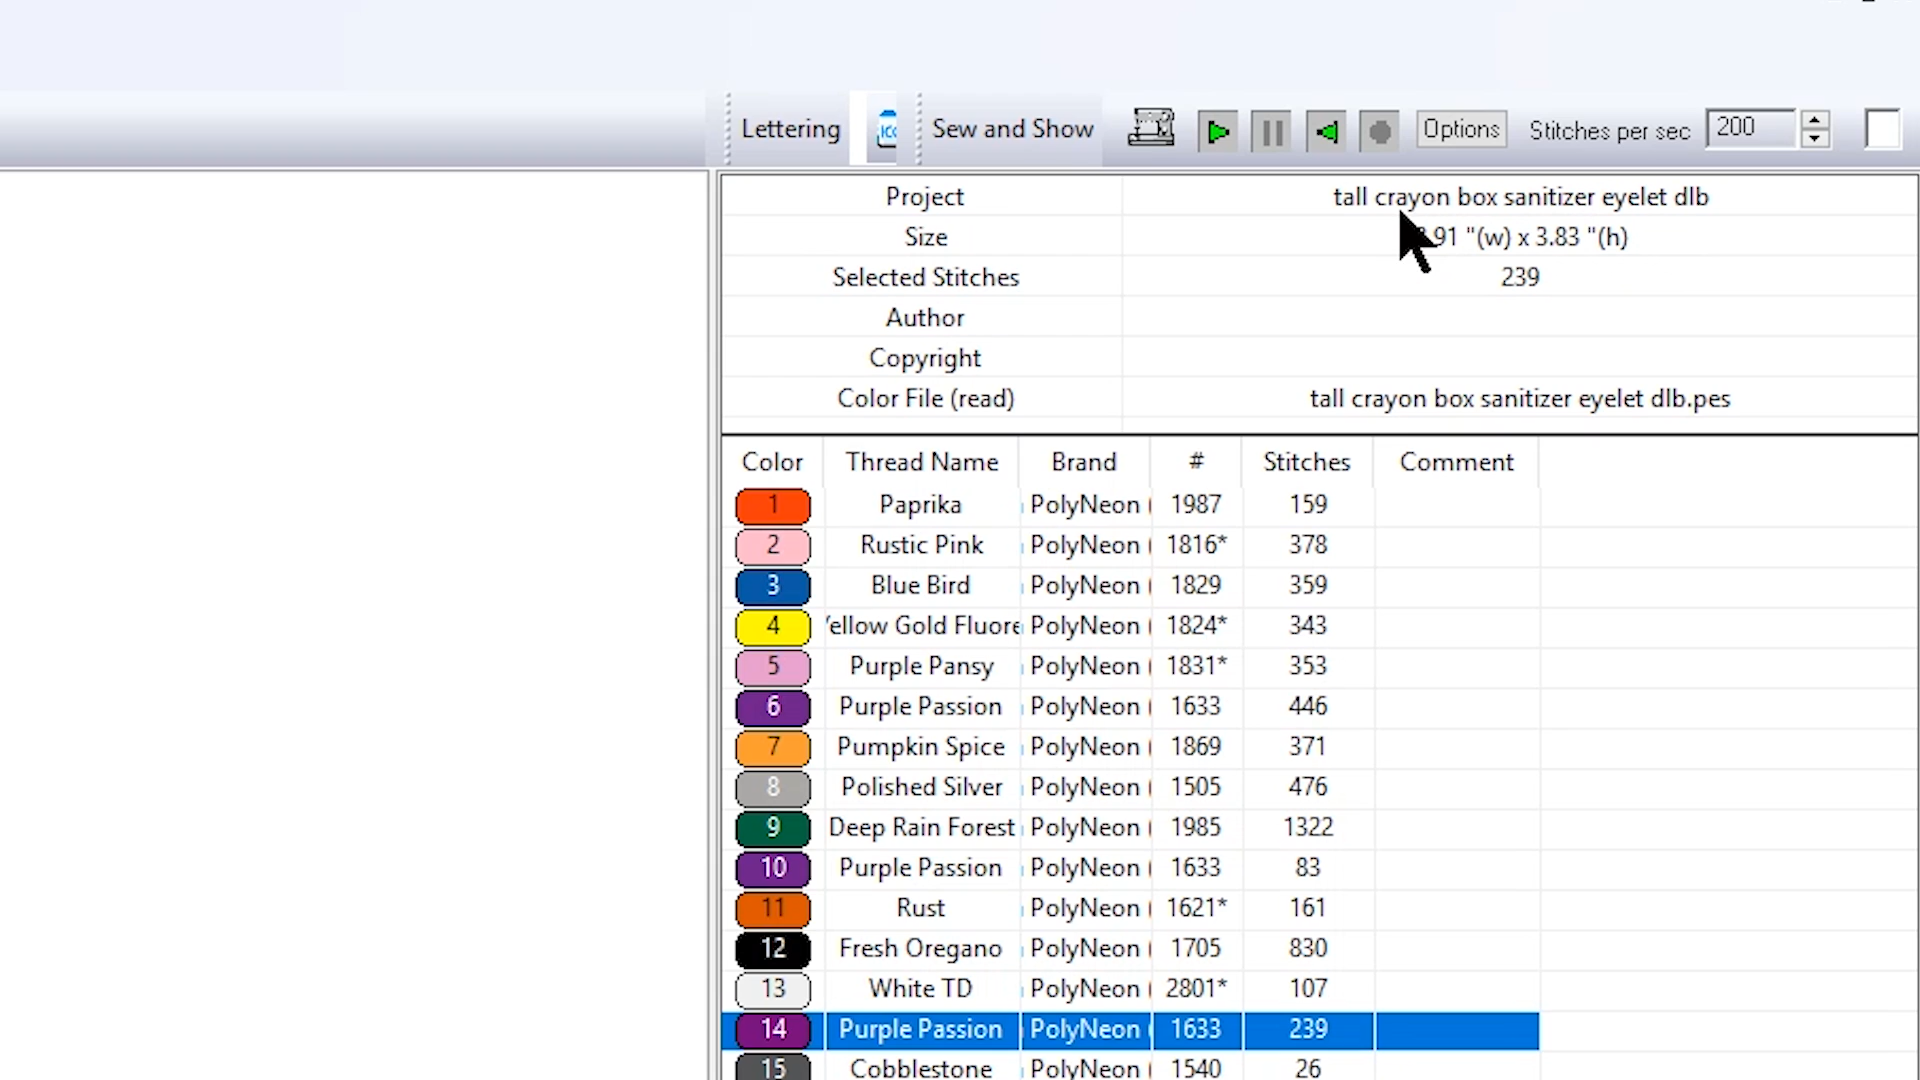 Lettering Sew and Show Options Stitches per sec 200
Project tall crayon box sanitizer eyelet dlb
Size .91 "(w) x 3.83 "(h)
Selected Stitches 239
Author
Copyright
Color File (read) tall crayon box sanitizer eyelet dlb.pes
Color Thread Name Brand # Stitches Comment
1 Paprika PolyNeon 1987 159
2 Rustic Pink PolyNeon 1816* 378
3 Blue Bird PolyNeon 1829 359
4 ellow Gold Fluore PolyNeon 1824* 343
5 Purple Pansy PolyNeon 1831* 353
6 Purple Passion PolyNeon 1633 446
7 Pumpkin Spice PolyNeon 1869 371
8 Polished Silver PolyNeon 1505 476
9 Deep Rain Forest PolyNeon 1985 1322
10 Purple Passion PolyNeon 1633 83
11 Rust PolyNeon 1621* 161
12 Fresh Oregano PolyNeon 1705 830
13 White TD PolyNeon 2801* 107
14 Purple Passion PolyNeon 1633 239
15 Cobblestone PolyNeon 1540 26